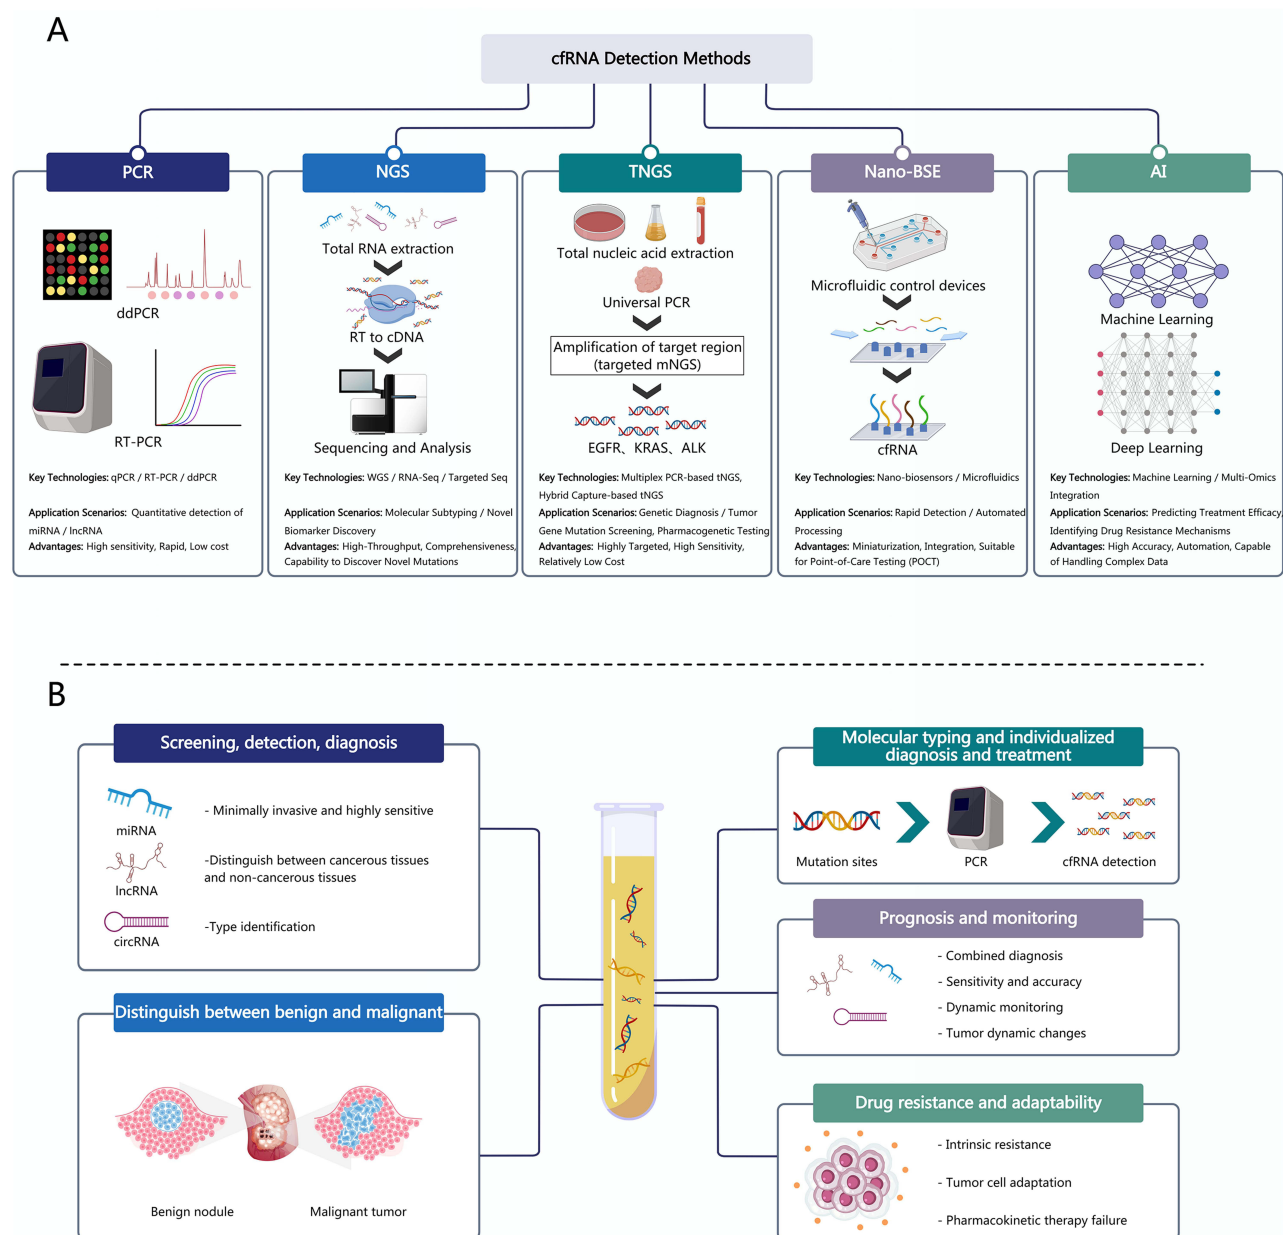 A
cfRNA Detection Methods
PCR
ddPCR
RT-PCR
Key Technologies: qPCR / RT-PCR / ddPCR
Application Scenarios: Quantitative detection of
miRNA / lncRNA
Advantages: High sensitivity, Rapid, Low cost
NGS
Total RNA extraction
RT to cDNA
Sequencing and Analysis
Key Technologies: WGS / RNA-Seq / Targeted Seq
Application Scenarios: Molecular Subtyping / Novel
Biomarker Discovery
Advantages: High-Throughput, Comprehensiveness,
Capability to Discover Novel Mutations
TNGS
Total nucleic acid extraction
Universal PCR
Amplification of target region
(targeted mNGS)
EGFR、KRAS、ALK
Key Technologies: Multiplex PCR-based tNGS,
Hybrid Capture-based tNGS
Application Scenarios: Genetic Diagnosis / Tumor
Gene Mutation Screening, Pharmacogenetic Testing
Advantages: Highly Targeted, High Sensitivity,
Relatively Low Cost
Nano-BSE
Microfluidic control devices
cfRNA
Key Technologies: Nano-biosensors / Microfluidics
Application Scenarios: Rapid Detection / Automated
Processing
Advantages: Miniaturization, Integration, Suitable
for Point-of-Care Testing (POCT)
AI
Machine Learning
Deep Learning
Key Technologies: Machine Learning / Multi-Omics
Integration
Application Scenarios: Predicting Treatment Efficacy,
Identifying Drug Resistance Mechanisms
Advantages: High Accuracy, Automation, Capable
of Handling Complex Data
B
Screening, detection, diagnosis
miRNA
- Minimally invasive and highly sensitive
lncRNA
-Distinguish between cancerous tissues
and non-cancerous tissues
circRNA
-Type identification
Distinguish between benign and malignant
Benign nodule
Malignant tumor
Molecular typing and individualized
diagnosis and treatment
Mutation sites
PCR
cfRNA detection
Prognosis and monitoring
- Combined diagnosis
- Sensitivity and accuracy
- Dynamic monitoring
- Tumor dynamic changes
Drug resistance and adaptability
- Intrinsic resistance
- Tumor cell adaptation
- Pharmacokinetic therapy failure